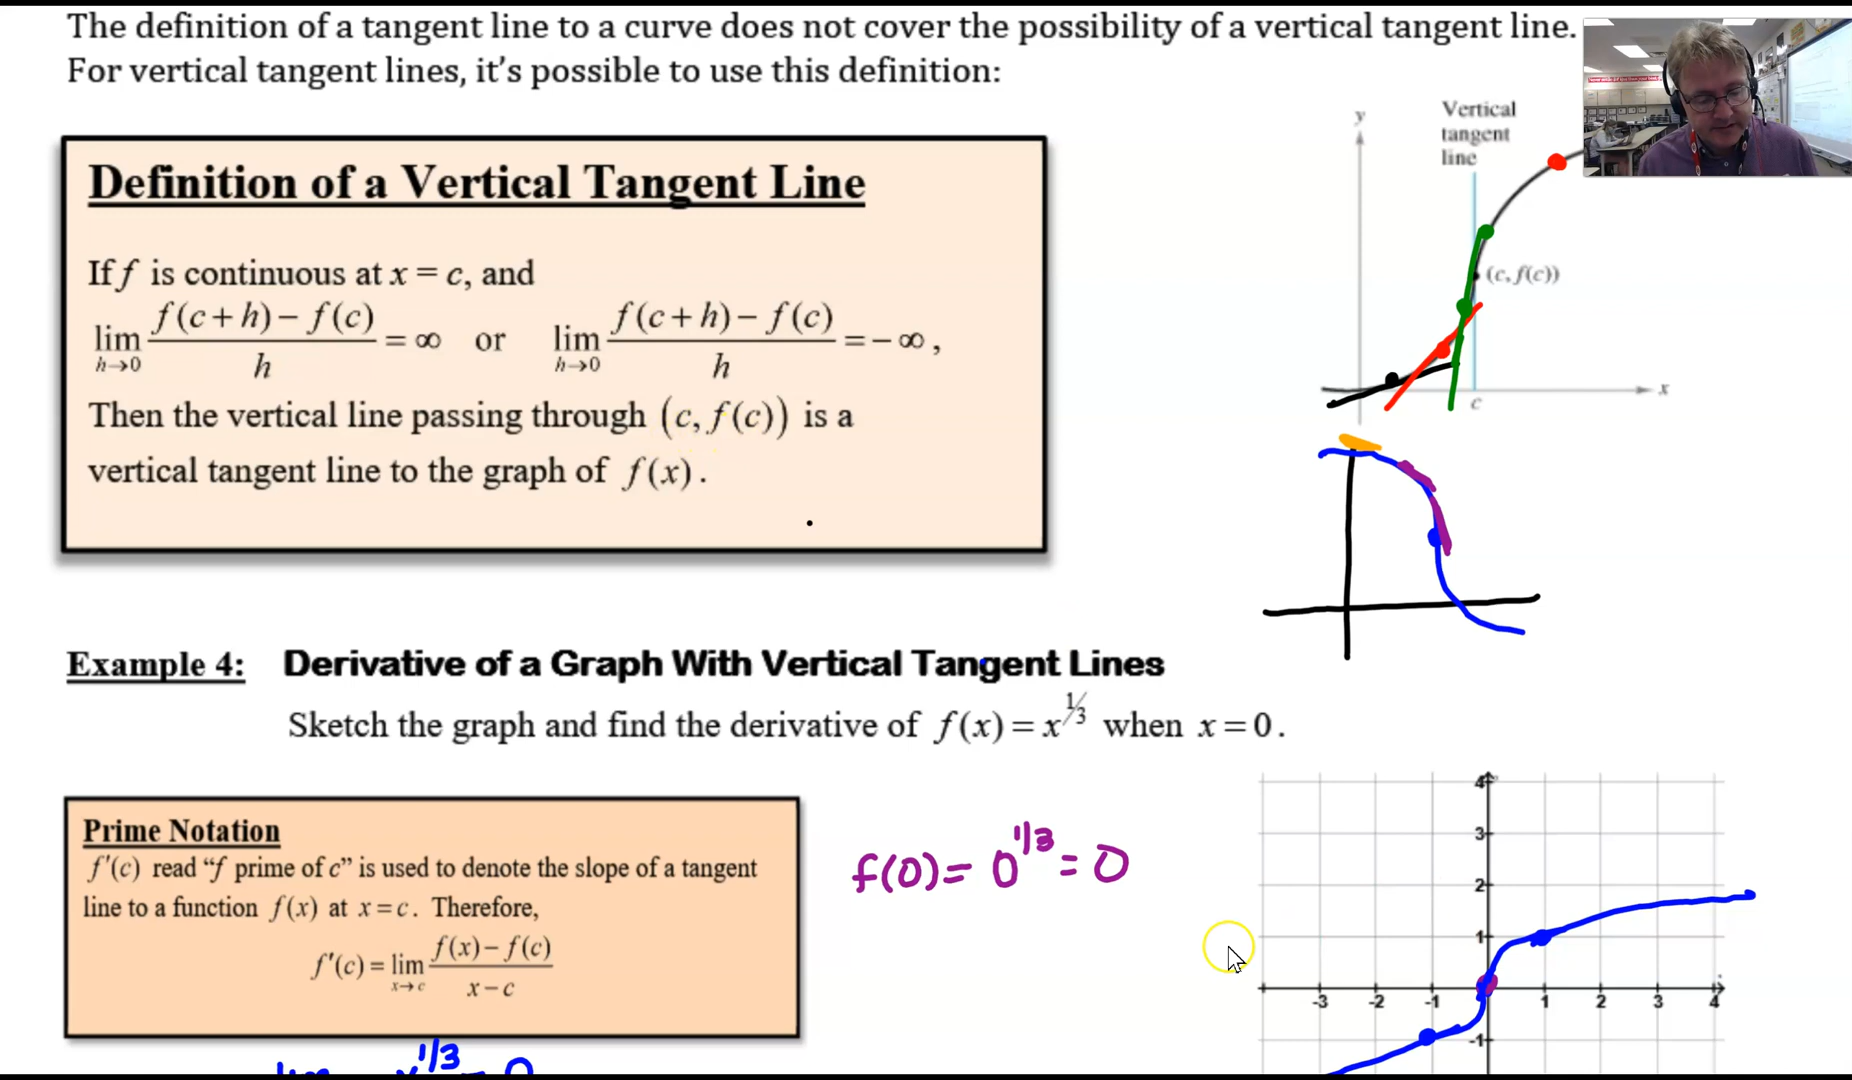 The definition of a tangent line to a curve does not cover the possibility of a vertical tangent line.
For vertical tangent lines, it's possible to use this definition:
Definition of a Vertical Tangent Line
If f is continuous at x = c, and
lim h→0 f(c+h) − f(c) / h = ∞ or lim h→0 f(c+h) − f(c) / h = −∞,
Then the vertical line passing through (c, f(c)) is a
vertical tangent line to the graph of f(x).
y
Vertical
tangent
line
(c, f(c))
x
c
Example 4: Derivative of a Graph With Vertical Tangent Lines
Sketch the graph and find the derivative of f(x) = x^1/3 when x = 0.
Prime Notation
f'(c) read “f prime of c” is used to denote the slope of a tangent
line to a function f(x) at x = c. Therefore,
f'(c) = lim x→c f(x) − f(c) / x − c
f(0) = 0^1/3 = 0
4
3
2
1
-3 -2 -1 1 2 3 4
-1